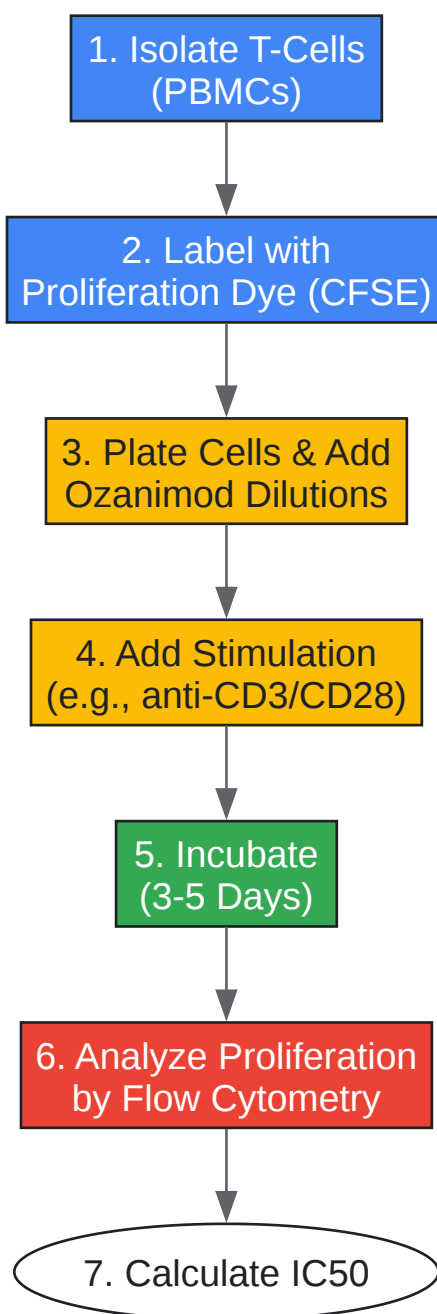 1. Isolate T-Cells
(PBMCs)
2. Label with
Proliferation Dye (CFSE)
3. Plate Cells & Add
Ozanimod Dilutions
4. Add Stimulation
(e.g., anti-CD3/CD28)
5. Incubate
(3-5 Days)
6. Analyze Proliferation
by Flow Cytometry
7. Calculate IC50